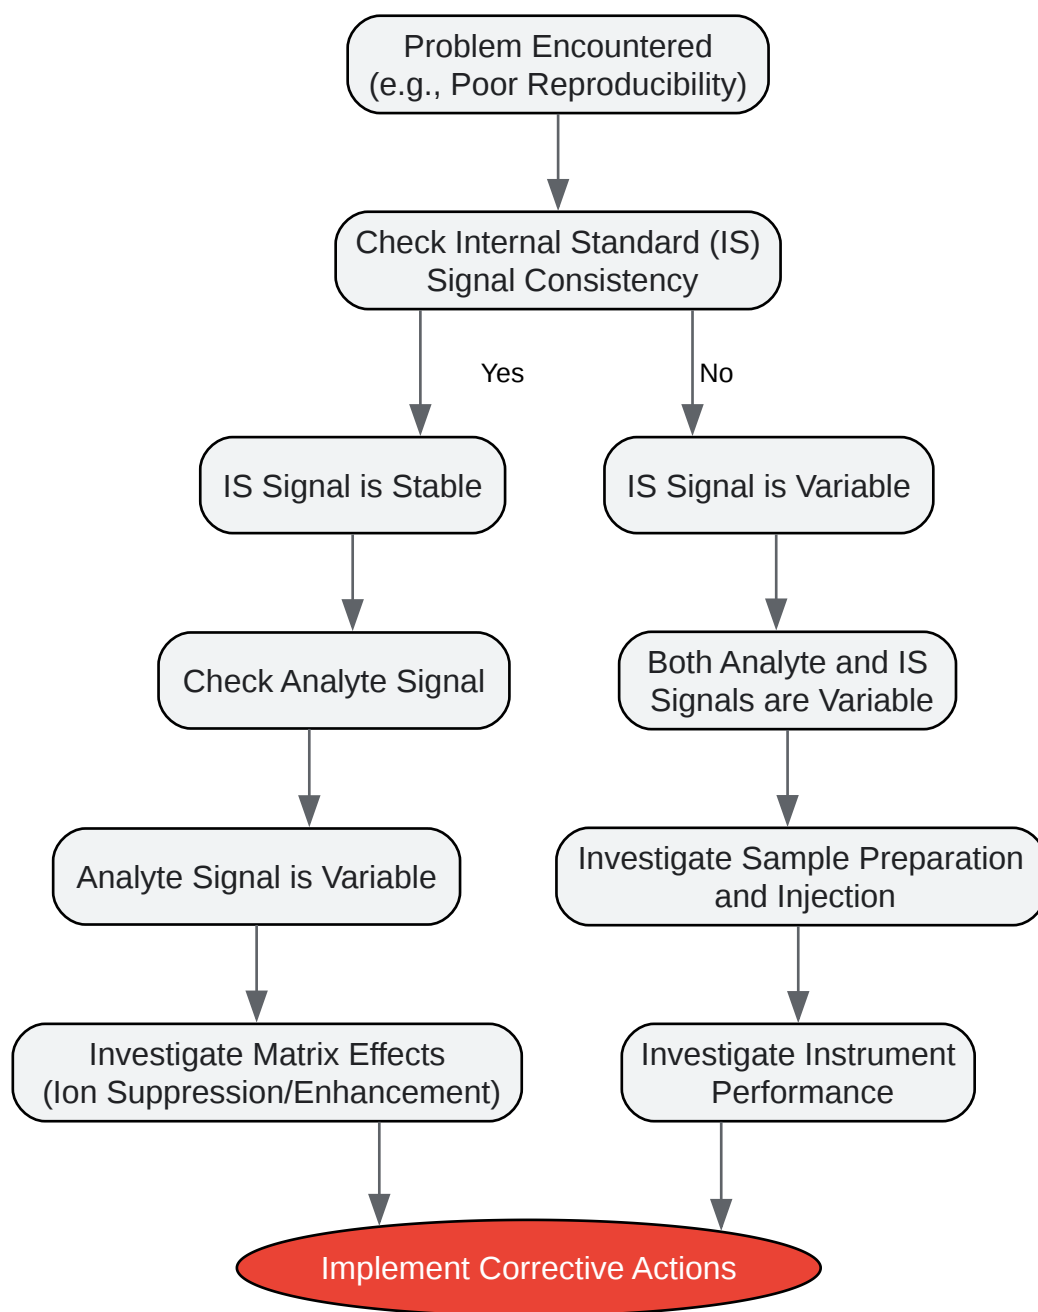 Problem Encountered
(e.g., Poor Reproducibility)
Check Internal Standard (IS)
Signal Consistency
Yes
No
IS Signal is Stable
IS Signal is Variable
Check Analyte Signal
Both Analyte and IS
Signals are Variable
Analyte Signal is Variable
Investigate Sample Preparation
and Injection
Investigate Matrix Effects
(Ion Suppression/Enhancement)
Investigate Instrument
Performance
Implement Corrective Actions